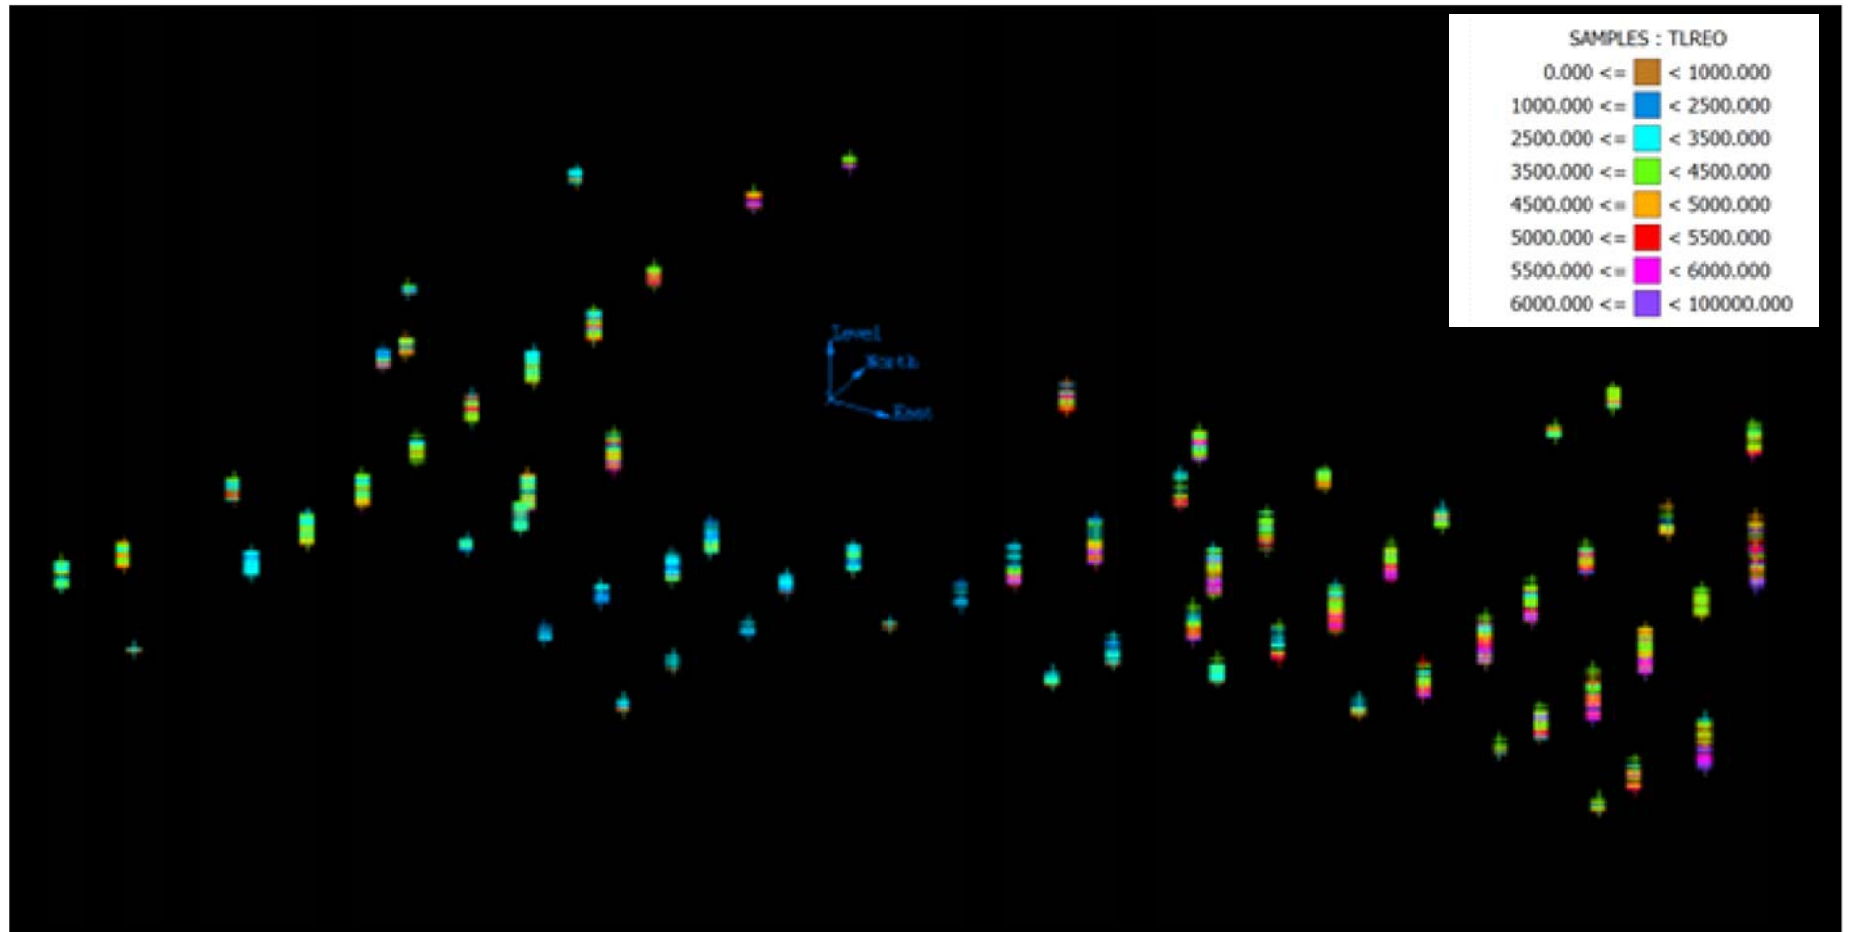 SAMPLES : TLREO
0.000 <= < 1000.000
1000.000 <= < 2500.000
2500.000 <= < 3500.000
3500.000 <= < 4500.000
4500.000 <= < 5000.000
5000.000 <= < 5500.000
5500.000 <= < 6000.000
6000.000 <= < 100000.000
Level
North
East